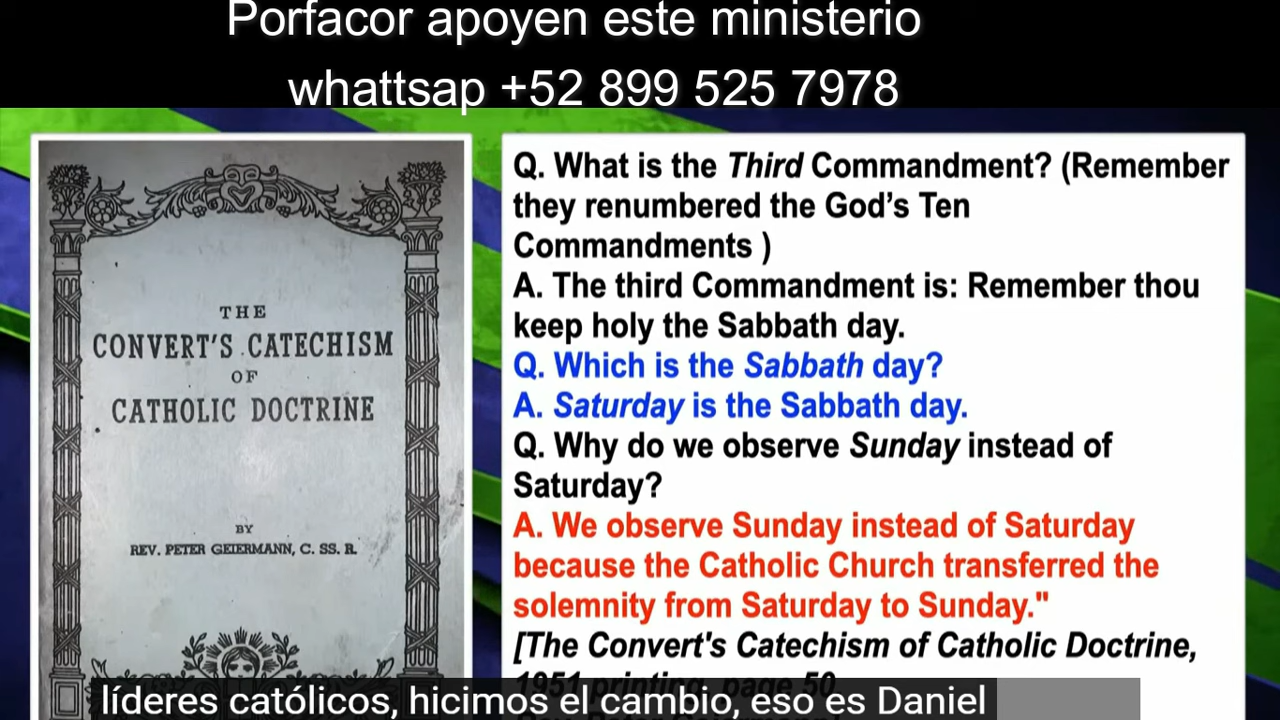 Porfacor apoyen este ministerio
whattsap +52 899 525 7978
THE
CONVERT'S CATECHISM
OF
CATHOLIC DOCTRINE
BY
REV. PETER GEIERMANN, C. SS. R.
Q. What is the Third Commandment? (Remember
they renumbered the God's Ten
Commandments )
A. The third Commandment is: Remember thou
keep holy the Sabbath day.
Q. Which is the Sabbath day?
A. Saturday is the Sabbath day.
Q. Why do we observe Sunday instead of
Saturday?
A. We observe Sunday instead of Saturday
because the Catholic Church transferred the
solemnity from Saturday to Sunday."
[The Convert's Catechism of Catholic Doctrine,
1951 printing, page 50
líderes católicos, hicimos el cambio, eso es Daniel